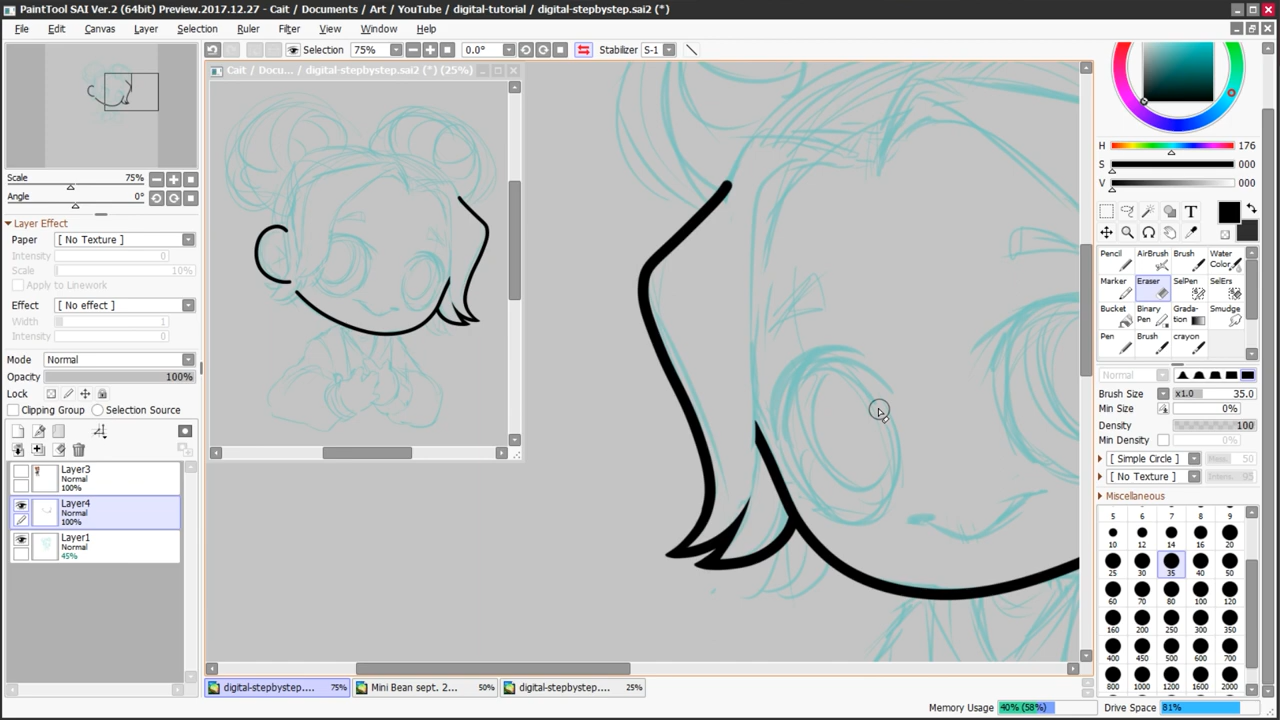 PaintTool SAI Ver.2 (64bit) Preview.2017.12.27 - Cait / Documents / Art / YouTube / digital-tutorial / digital-stepbystep.sai2 (*)
File Edit Canvas Layer Selection Ruler Filter View Window Help
Selection 75% 0.0° Stabilizer S-1
Cait / Docu... / digital-stepbystep.sai2 (*) (25%)
Scale 75%
Angle 0°
Layer Effect
Paper [ No Texture ]
Intensity 0
Scale 10%
Apply to Linework
Effect [ No effect ]
Width 1
Intensity 0
Mode Normal
Opacity 100%
Lock
Clipping Group Selection Source
Layer3
Normal
100%
Layer4
Normal
100%
Layer1
Normal
45%
H 176
S 000
V 000
T
Pencil AirBrush Brush Water Color
Marker Eraser SelPen SelErs
Bucket Binary Pen Grada-tion Smudge
Pen Brush crayon
Normal
Brush Size x1.0 35.0
Min Size 0%
Density 100
Min Density 0%
[ Simple Circle ] 50
[ No Texture ] 95
Miscellaneous
5 6 7 8 9
10 12 14 16 20
25 30 35 40 50
60 70 80 100 120
160 200 250 300 350
400 450 500 600 700
800 1000 1200 1600 2000
digital-stepbystep.... 75% Mini Bean sept. 2... 50% digital-stepbystep.... 25%
Memory Usage 40% (58%) Drive Space 81%